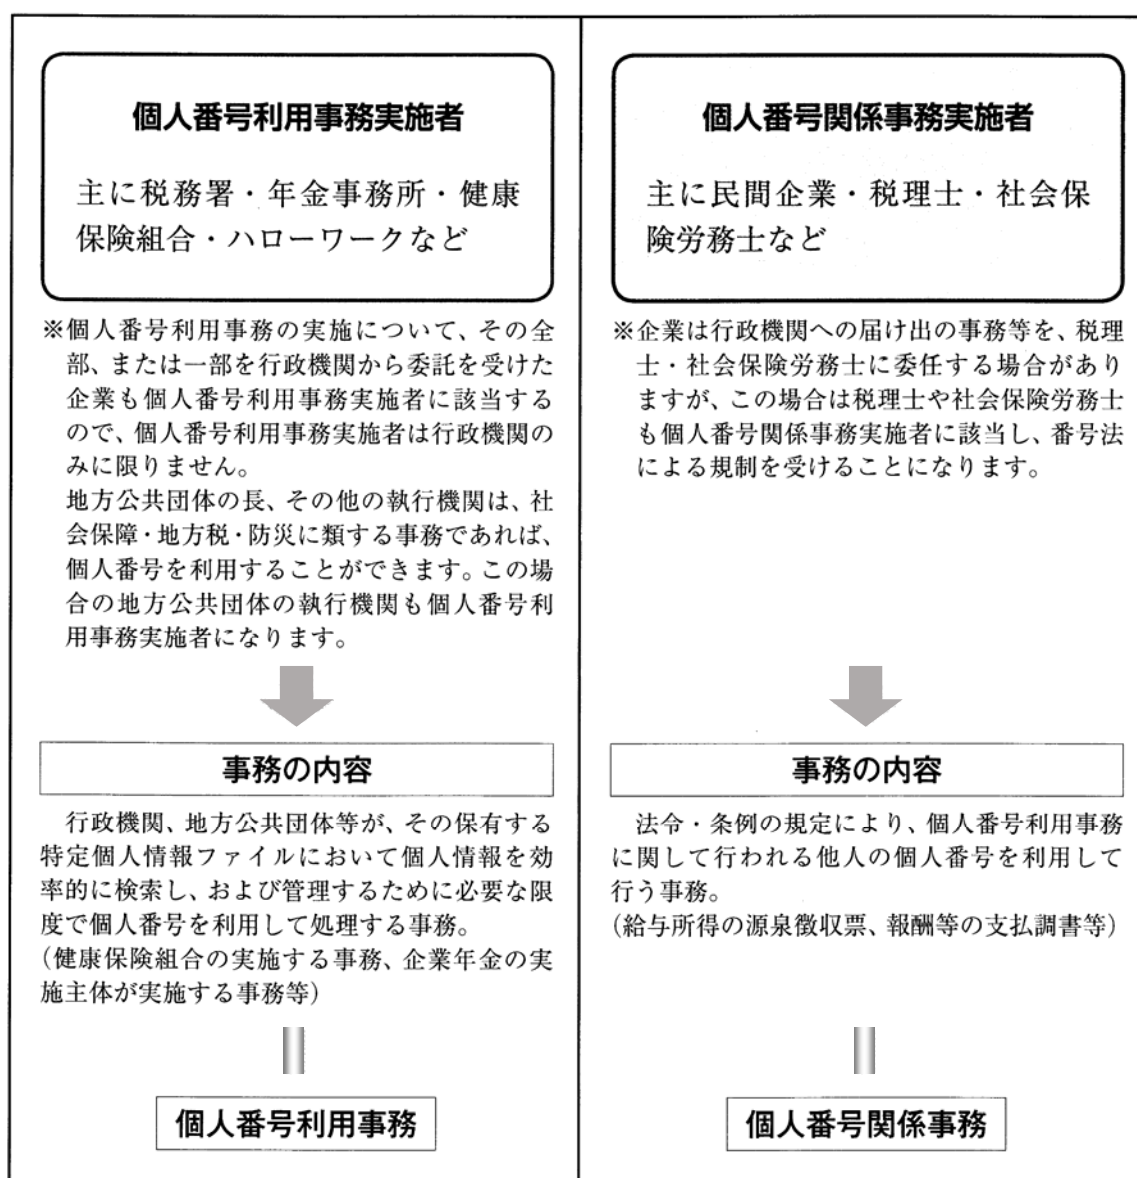 個人番号利用事務実施者
主に税務署・年金事務所・健康
保険組合・ハローワークなど
※個人番号利用事務の実施について、その全
部、または一部を行政機関から委託を受けた
企業も個人番号利用事務実施者に該当する
ので、個人番号利用事務実施者は行政機関の
みに限りません。
地方公共団体の長、その他の執行機関は、社
会保障・地方税・防災に類する事務であれば、
個人番号を利用することができます。この場
合の地方公共団体の執行機関も個人番号利
用事務実施者になります。
事務の内容
行政機関、地方公共団体等が、その保有する
特定個人情報ファイルにおいて個人情報を効
率的に検索し、および管理するために必要な限
度で個人番号を利用して処理する事務。
(健康保険組合の実施する事務、企業年金の実
施主体が実施する事務等)
個人番号利用事務
個人番号関係事務実施者
主に民間企業・税理士・社会保
険労務士など
※企業は行政機関への届け出の事務等を、税理
士・社会保険労務士に委任する場合があり
ますが、この場合は税理士や社会保険労務士
も個人番号関係事務実施者に該当し、番号法
による規制を受けることになります。
事務の内容
法令・条例の規定により、個人番号利用事務
に関して行われる他人の個人番号を利用して
行う事務。
(給与所得の源泉徴収票、報酬等の支払調書等)
個人番号関係事務